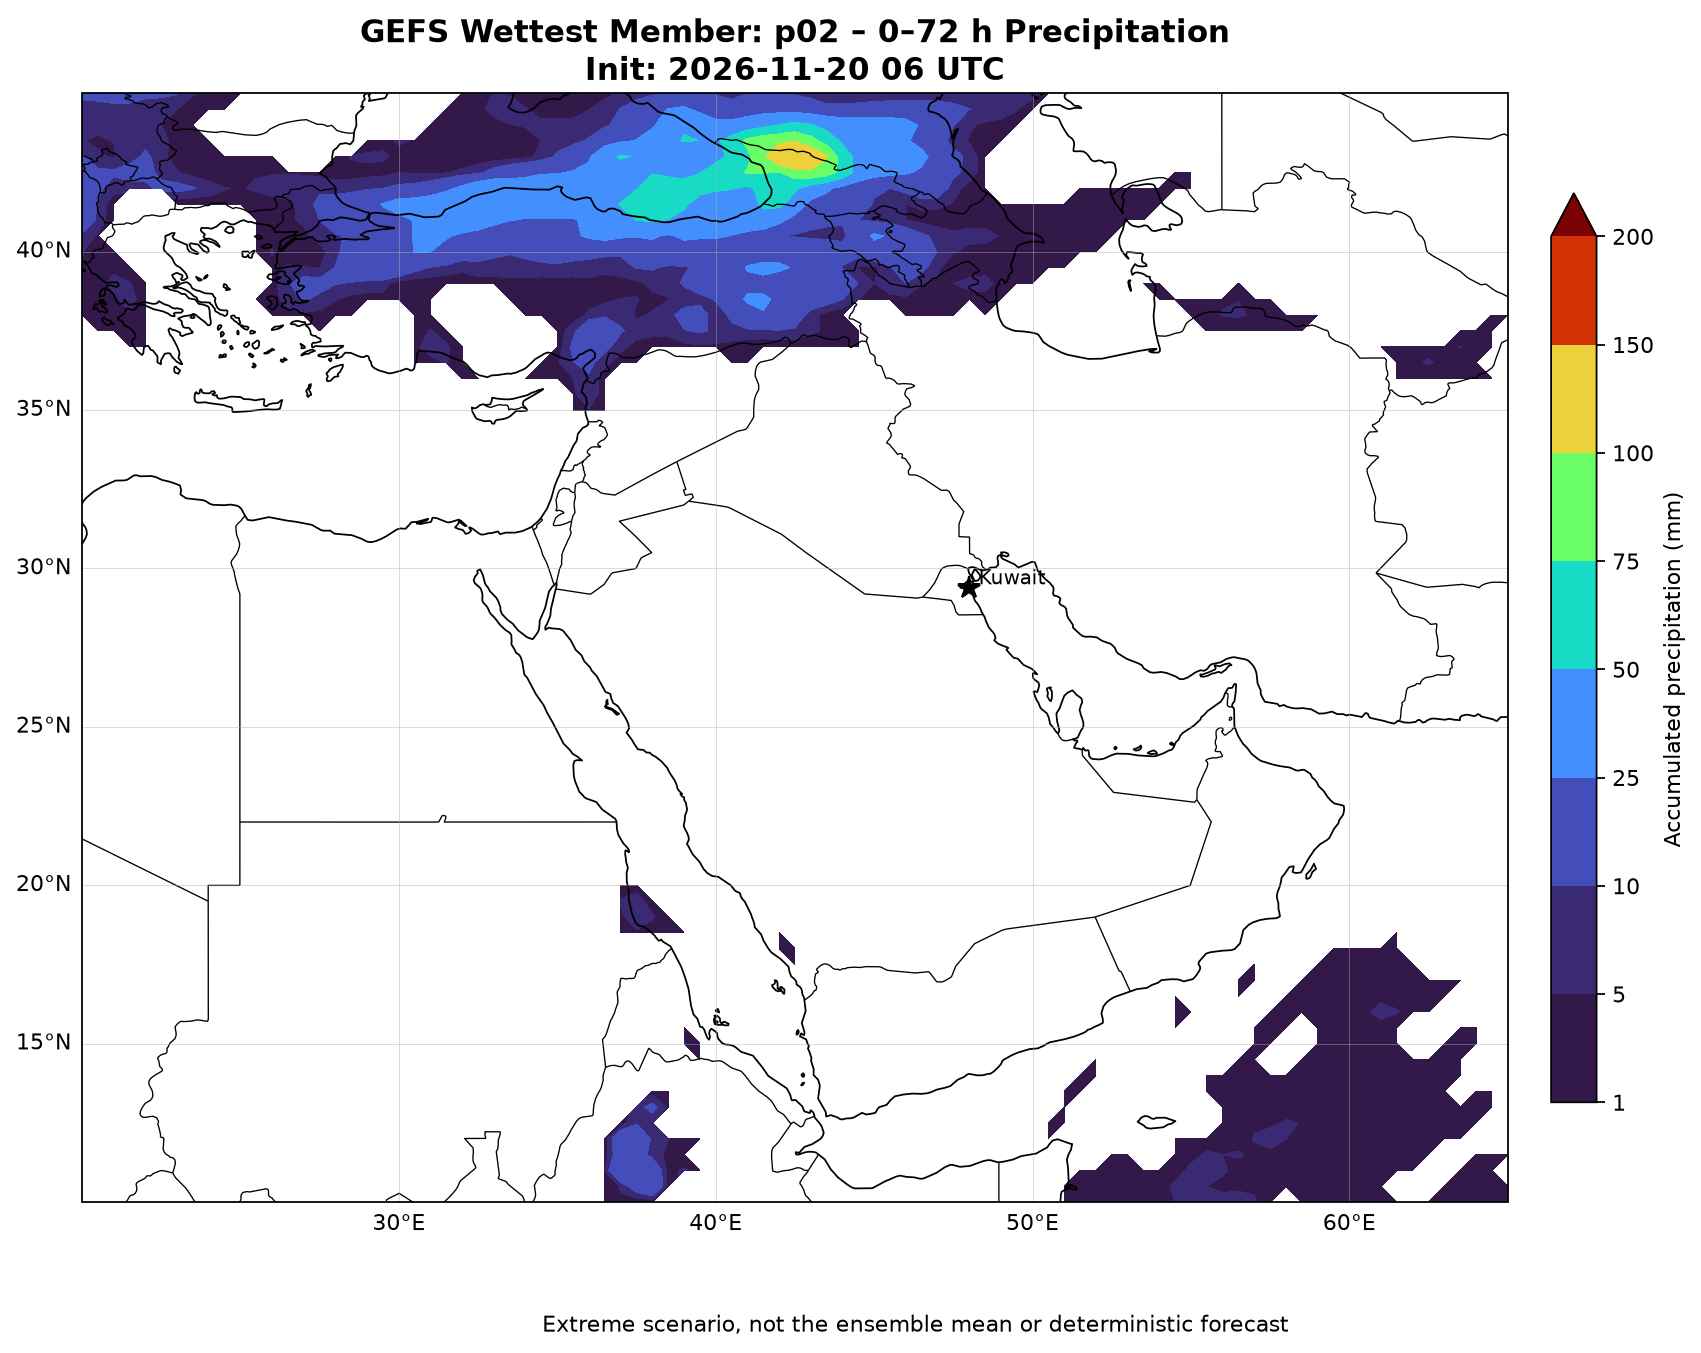 GEFS Wettest Member: p02 – 0–72 h Precipitation
Init: 2026-11-20 06 UTC
40°N
35°N
30°N
25°N
20°N
15°N
30°E
40°E
50°E
60°E
Kuwait
200
150
100
75
50
25
10
5
1
Accumulated precipitation (mm)
Extreme scenario, not the ensemble mean or deterministic forecast